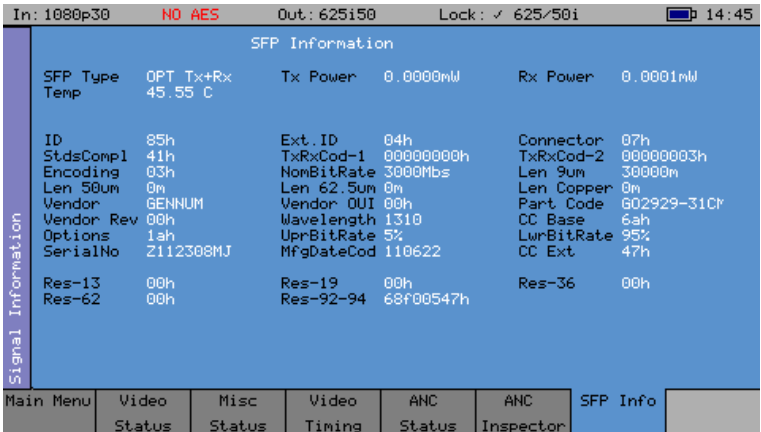 In: 1080p30 NO AES Out: 625i50 Lock: ✓ 625/50i 14:45
SFP Information
SFP Type OPT Tx+Rx Tx Power 0.0000mW Rx Power 0.0001mW
Temp 45.55 C
ID 85h Ext.ID 04h Connector 07h
StdsCompl 41h TxRxCod-1 00000000h TxRxCod-2 00000003h
Encoding 03h NomBitRate 3000Mbs Len 9um 30000m
Len 50um 0m Len 62.5um 0m Len Copper 0m
Vendor GENNUM Vendor OUI 00h Part Code GO2929-31CM
Vendor Rev 00h Wavelength 1310 CC Base 6ah
Options 1ah UprBitRate 5% LwrBitRate 95%
SerialNo Z112308MJ MfgDateCod 110622 CC Ext 47h
Res-13 00h Res-19 00h Res-36 00h
Res-62 00h Res-92-94 68f00547h
Signal Information
Main Menu Video Misc Video ANC ANC SFP Info
Status Status Timing Status Inspector